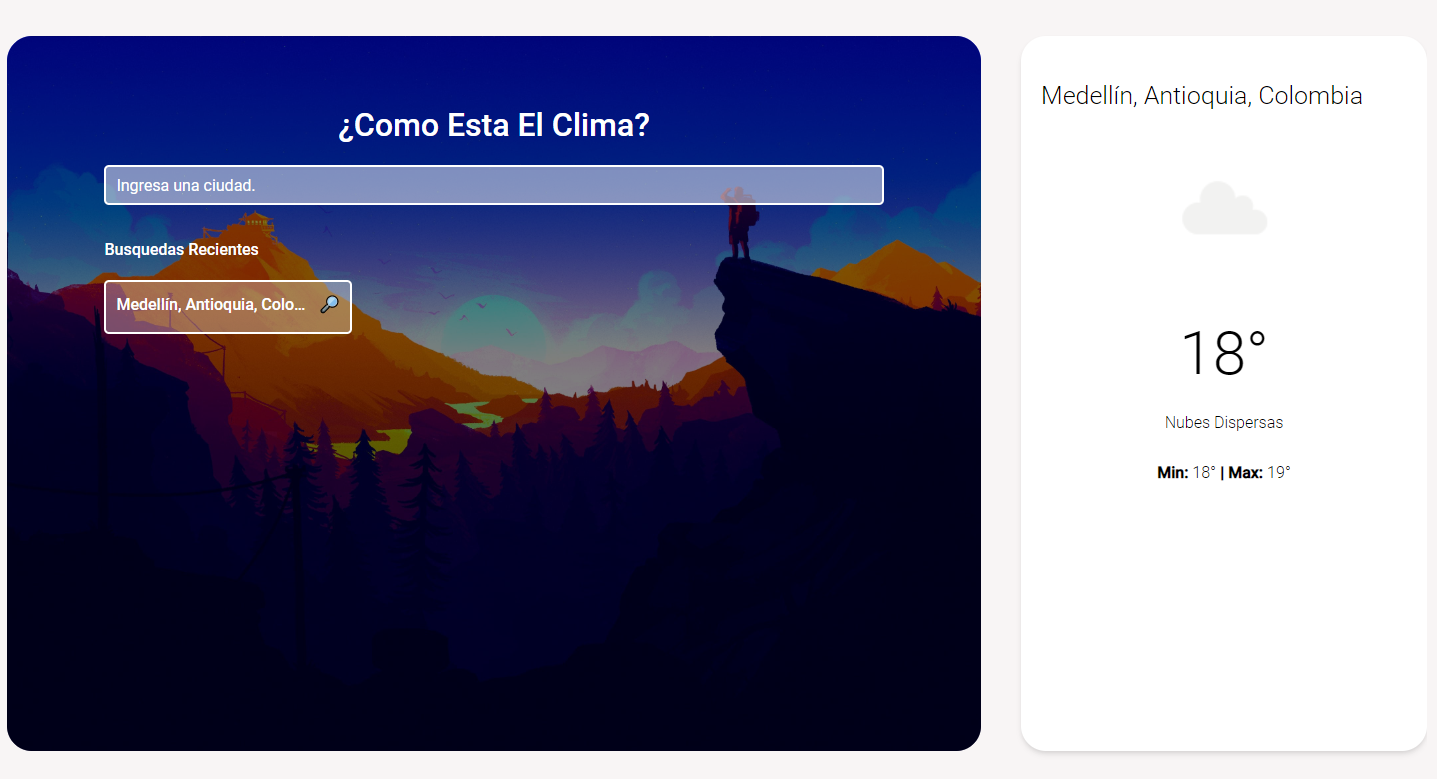 ¿Como Esta El Clima?
Ingresa una ciudad.
Busquedas Recientes
Medellín, Antioquia, Colo...
Medellín, Antioquia, Colombia
18°
Nubes Dispersas
Min: 18° | Max: 19°